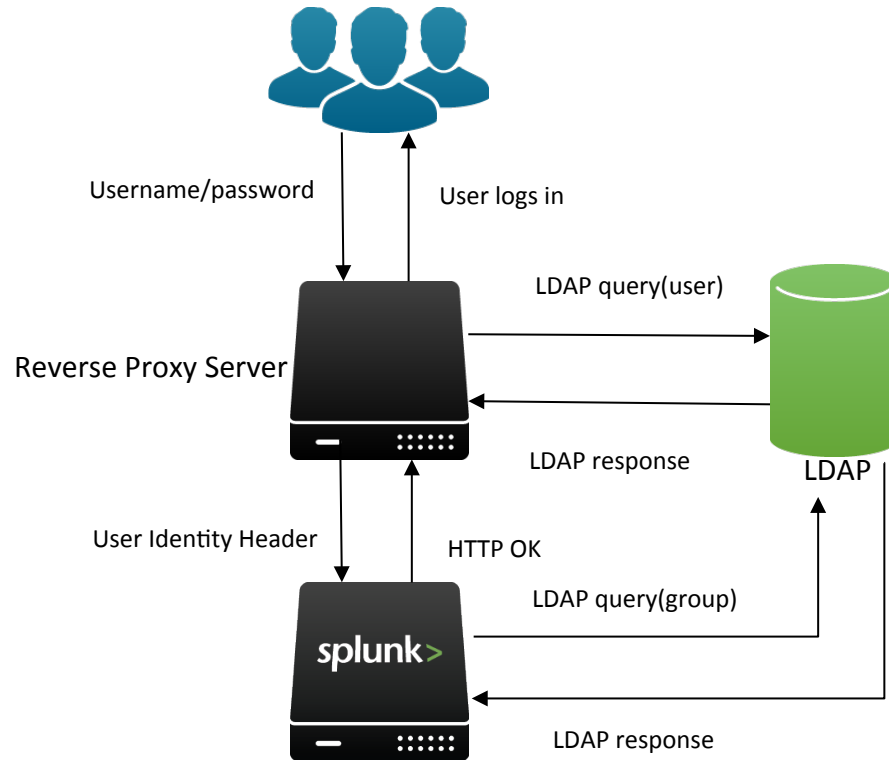 Username/password
User logs in
LDAP query(user)
Reverse Proxy Server
LDAP response
LDAP
User Identity Header
HTTP OK
LDAP query(group)
splunk>
LDAP response